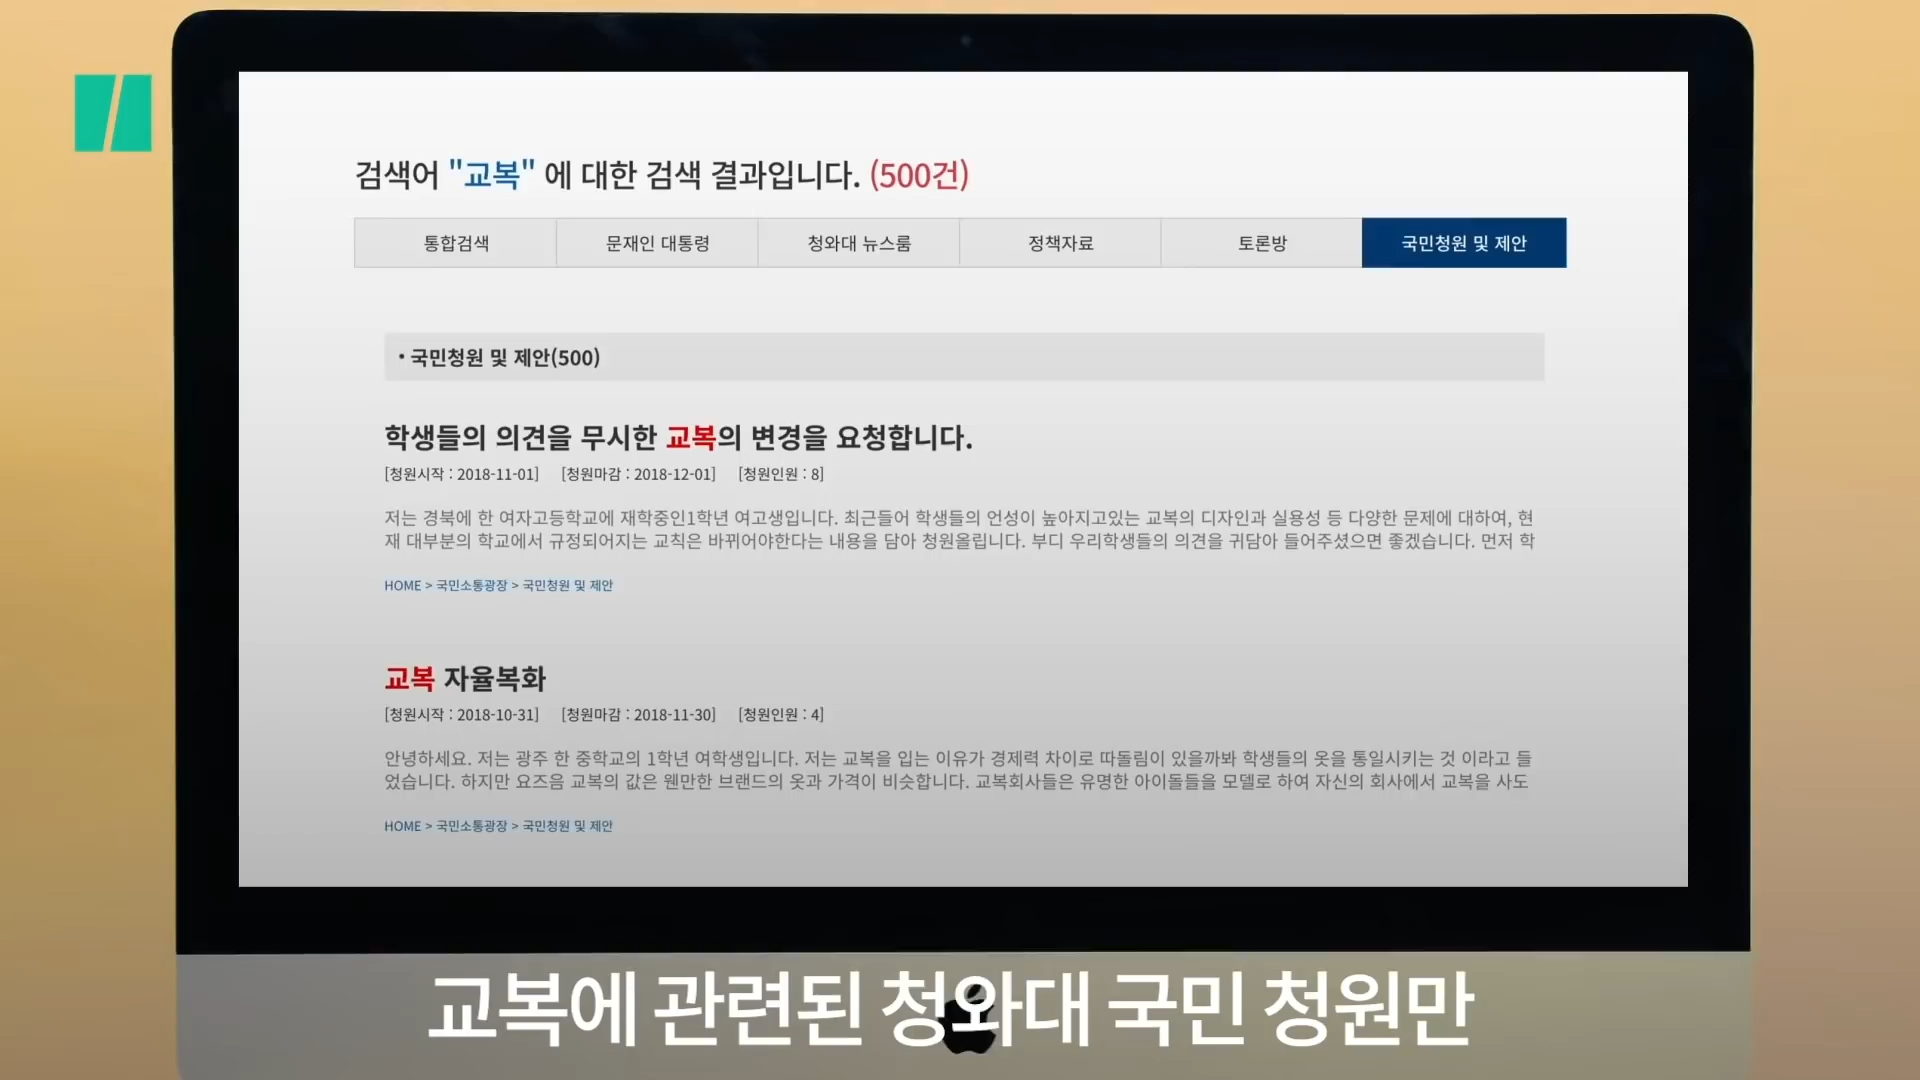 검색어 "교복" 에 대한 검색 결과입니다. (500건)
통합검색 문재인 대통령 청와대 뉴스룸 정책자료 토론방 국민청원 및 제안
• 국민청원 및 제안(500)
학생들의 의견을 무시한 교복의 변경을 요청합니다.
[청원시작 : 2018-11-01] [청원마감 : 2018-12-01] [청원인원 : 8]
저는 경북에 한 여자고등학교에 재학중인1학년 여고생입니다. 최근들어 학생들의 언성이 높아지고있는 교복의 디자인과 실용성 등 다양한 문제에 대하여, 현
재 대부분의 학교에서 규정되어지는 교칙은 바뀌어야한다는 내용을 담아 청원올립니다. 부디 우리학생들의 의견을 귀담아 들어주셨으면 좋겠습니다. 먼저 학
HOME > 국민소통광장 > 국민청원 및 제안
교복 자율복화
[청원시작 : 2018-10-31] [청원마감 : 2018-11-30] [청원인원 : 4]
안녕하세요. 저는 광주 한 중학교의 1학년 여학생입니다. 저는 교복을 입는 이유가 경제력 차이로 따돌림이 있을까봐 학생들의 옷을 통일시키는 것 이라고 들
었습니다. 하지만 요즈음 교복의 값은 웬만한 브랜드의 옷과 가격이 비슷합니다. 교복회사들은 유명한 아이돌들을 모델로 하여 자신의 회사에서 교복을 사도
HOME > 국민소통광장 > 국민청원 및 제안
교복에 관련된 청와대 국민 청원만